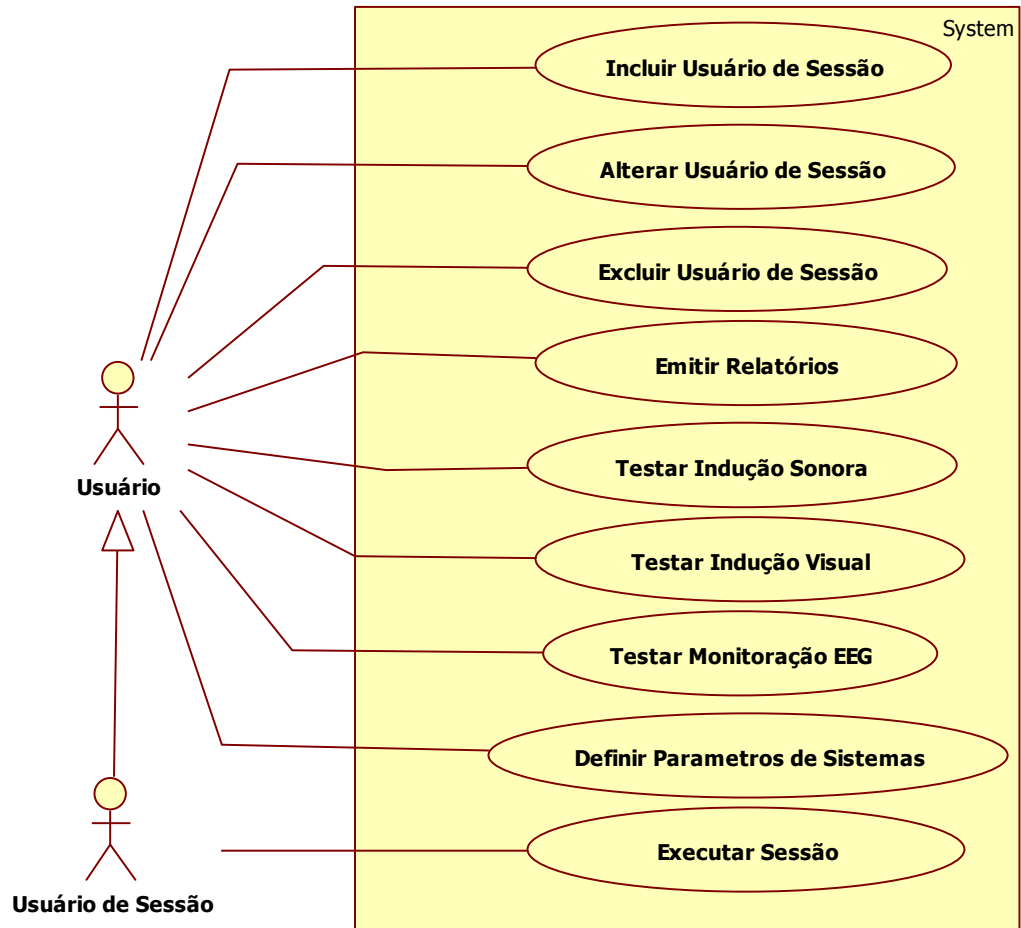 System
Incluir Usuário de Sessão
Alterar Usuário de Sessão
Excluir Usuário de Sessão
Emitir Relatórios
Testar Indução Sonora
Usuário
Testar Indução Visual
Testar Monitoração EEG
Definir Parametros de Sistemas
Executar Sessão
Usuário de Sessão